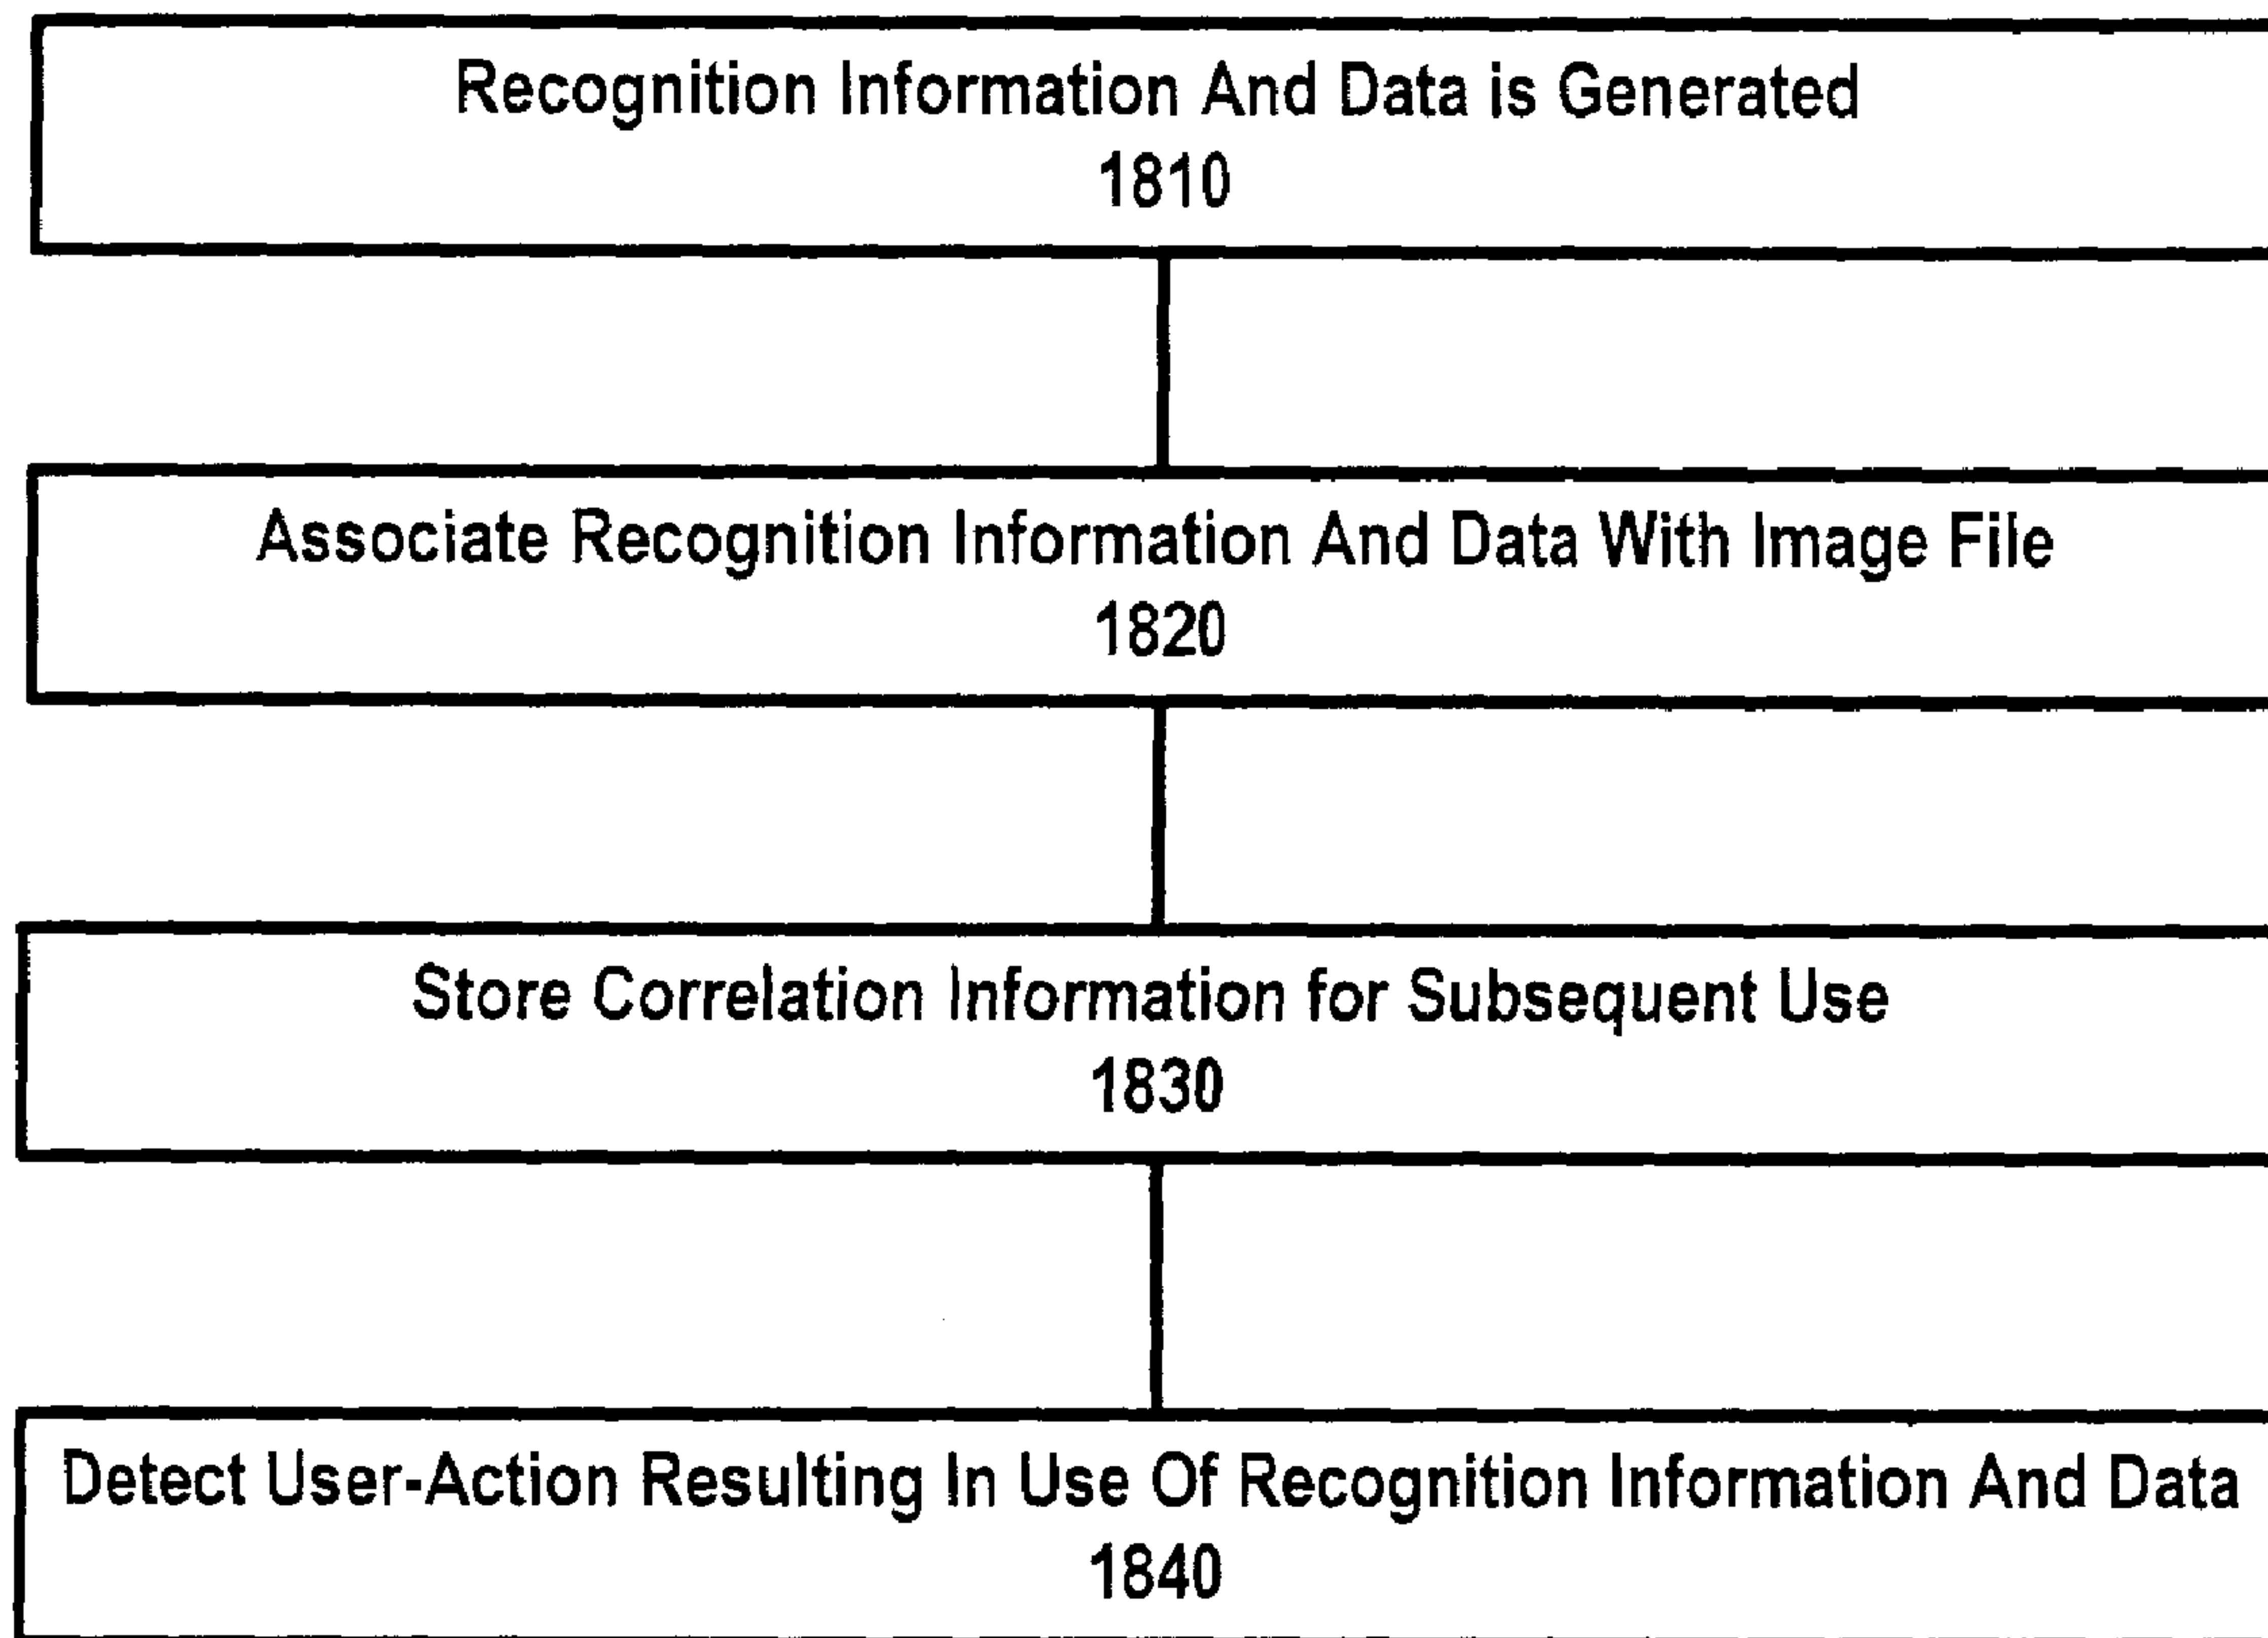 Recognition Information And Data is Generated
1810
Associate Recognition Information And Data With Image File
1820
Store Correlation Information for Subsequent Use
1830
Detect User-Action Resulting In Use Of Recognition Information And Data
1840